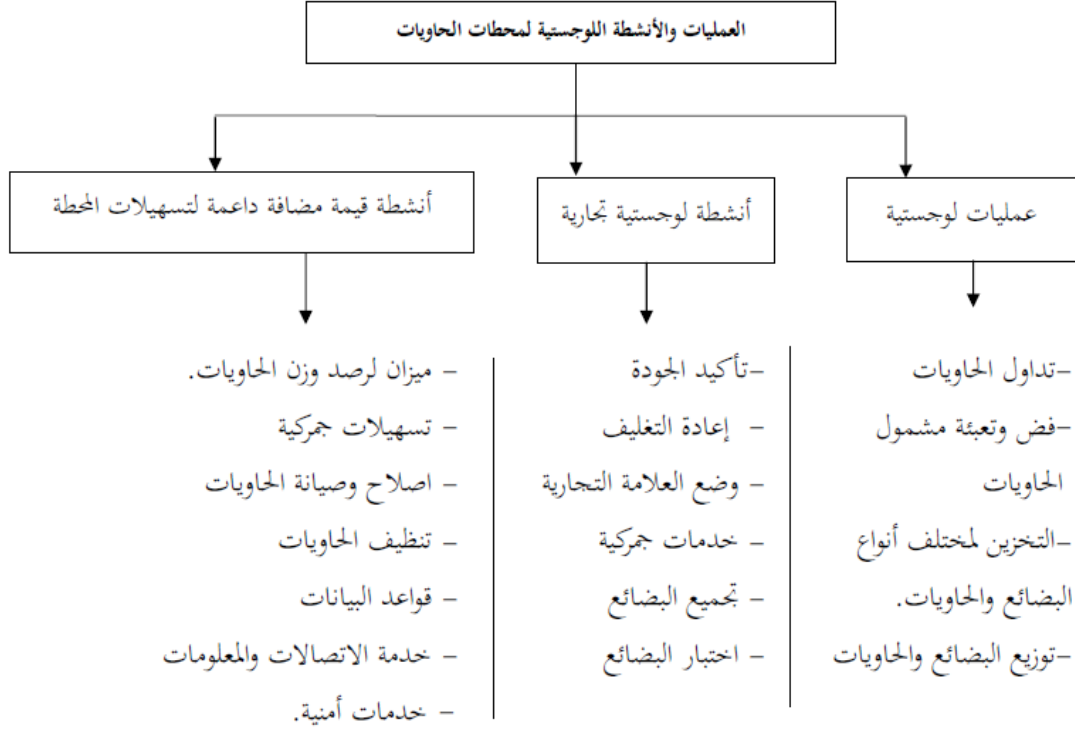 العمليات والأنشطة اللوجستية لمحطات الحاويات
عمليات لوجستية
أنشطة لوجستية تجارية
أنشطة قيمة مضافة داعمة لتسهيلات المحطة
-تداول الحاويات
-فض وتعبئة مشمول
الحاويات
-التخزين لمختلف أنواع
البضائع والحاويات.
-توزيع البضائع والحاويات
-تأكيد الجودة
- إعادة التغليف
- وضع العلامة التجارية
- خدمات جمركية
- تجميع البضائع
- اختبار البضائع
- ميزان لرصد وزن الحاويات.
- تسهيلات جمركية
- اصلاح وصيانة الحاويات
- تنظيف الحاويات
- قواعد البيانات
- خدمة الاتصالات والمعلومات
- خدمات أمنية.